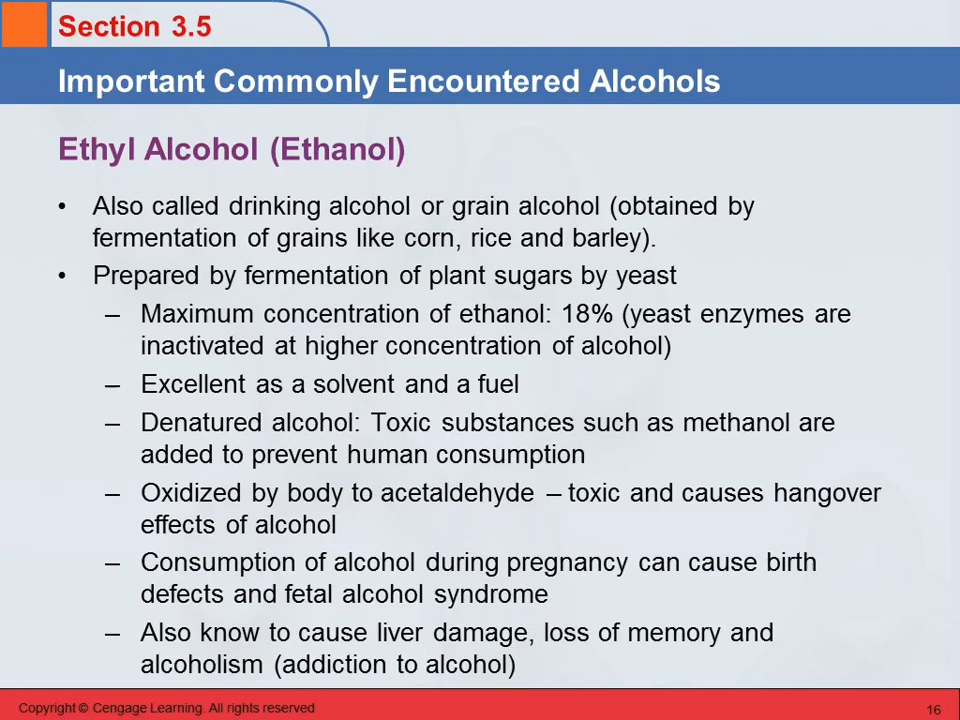 Section 3.5
Important Commonly Encountered Alcohols
Ethyl Alcohol (Ethanol)
• Also called drinking alcohol or grain alcohol (obtained by
fermentation of grains like corn, rice and barley).
• Prepared by fermentation of plant sugars by yeast
– Maximum concentration of ethanol: 18% (yeast enzymes are
inactivated at higher concentration of alcohol)
– Excellent as a solvent and a fuel
– Denatured alcohol: Toxic substances such as methanol are
added to prevent human consumption
– Oxidized by body to acetaldehyde – toxic and causes hangover
effects of alcohol
– Consumption of alcohol during pregnancy can cause birth
defects and fetal alcohol syndrome
– Also know to cause liver damage, loss of memory and
alcoholism (addiction to alcohol)
Copyright © Cengage Learning. All rights reserved
16